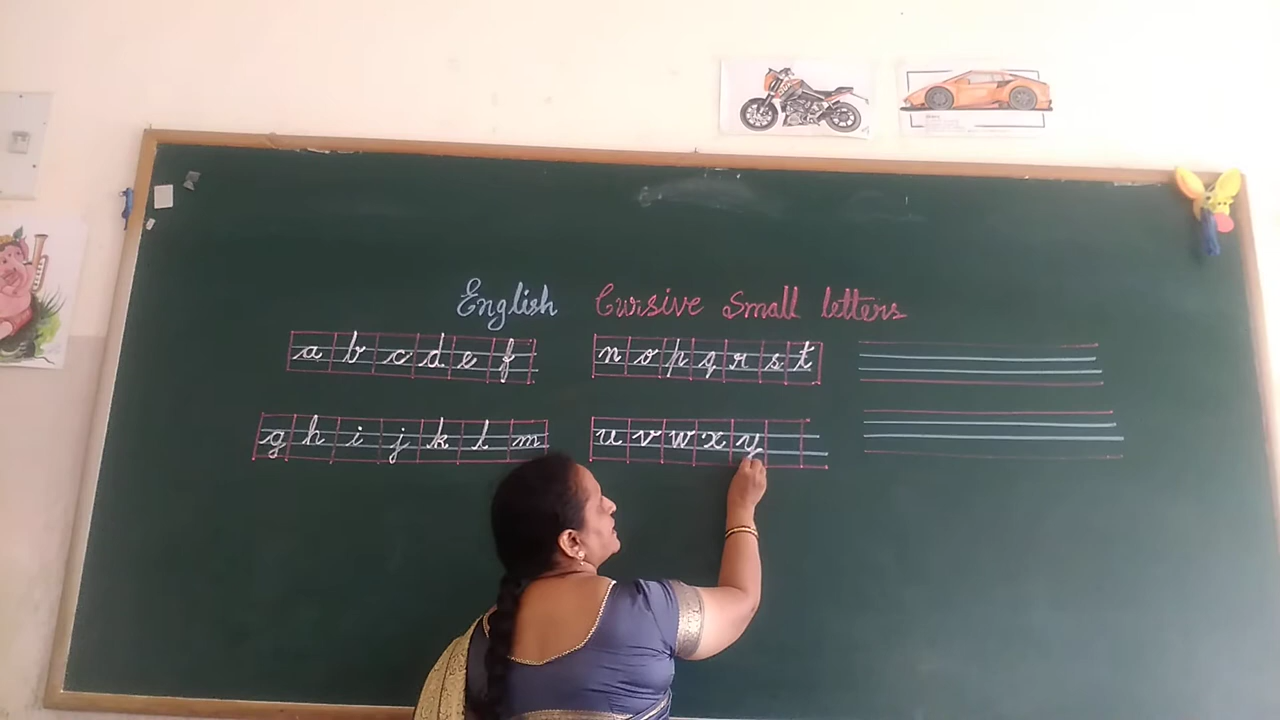 English Cursive Small letters
a b c d e f
n o p q r s t
g h i j k l m
u v w x y